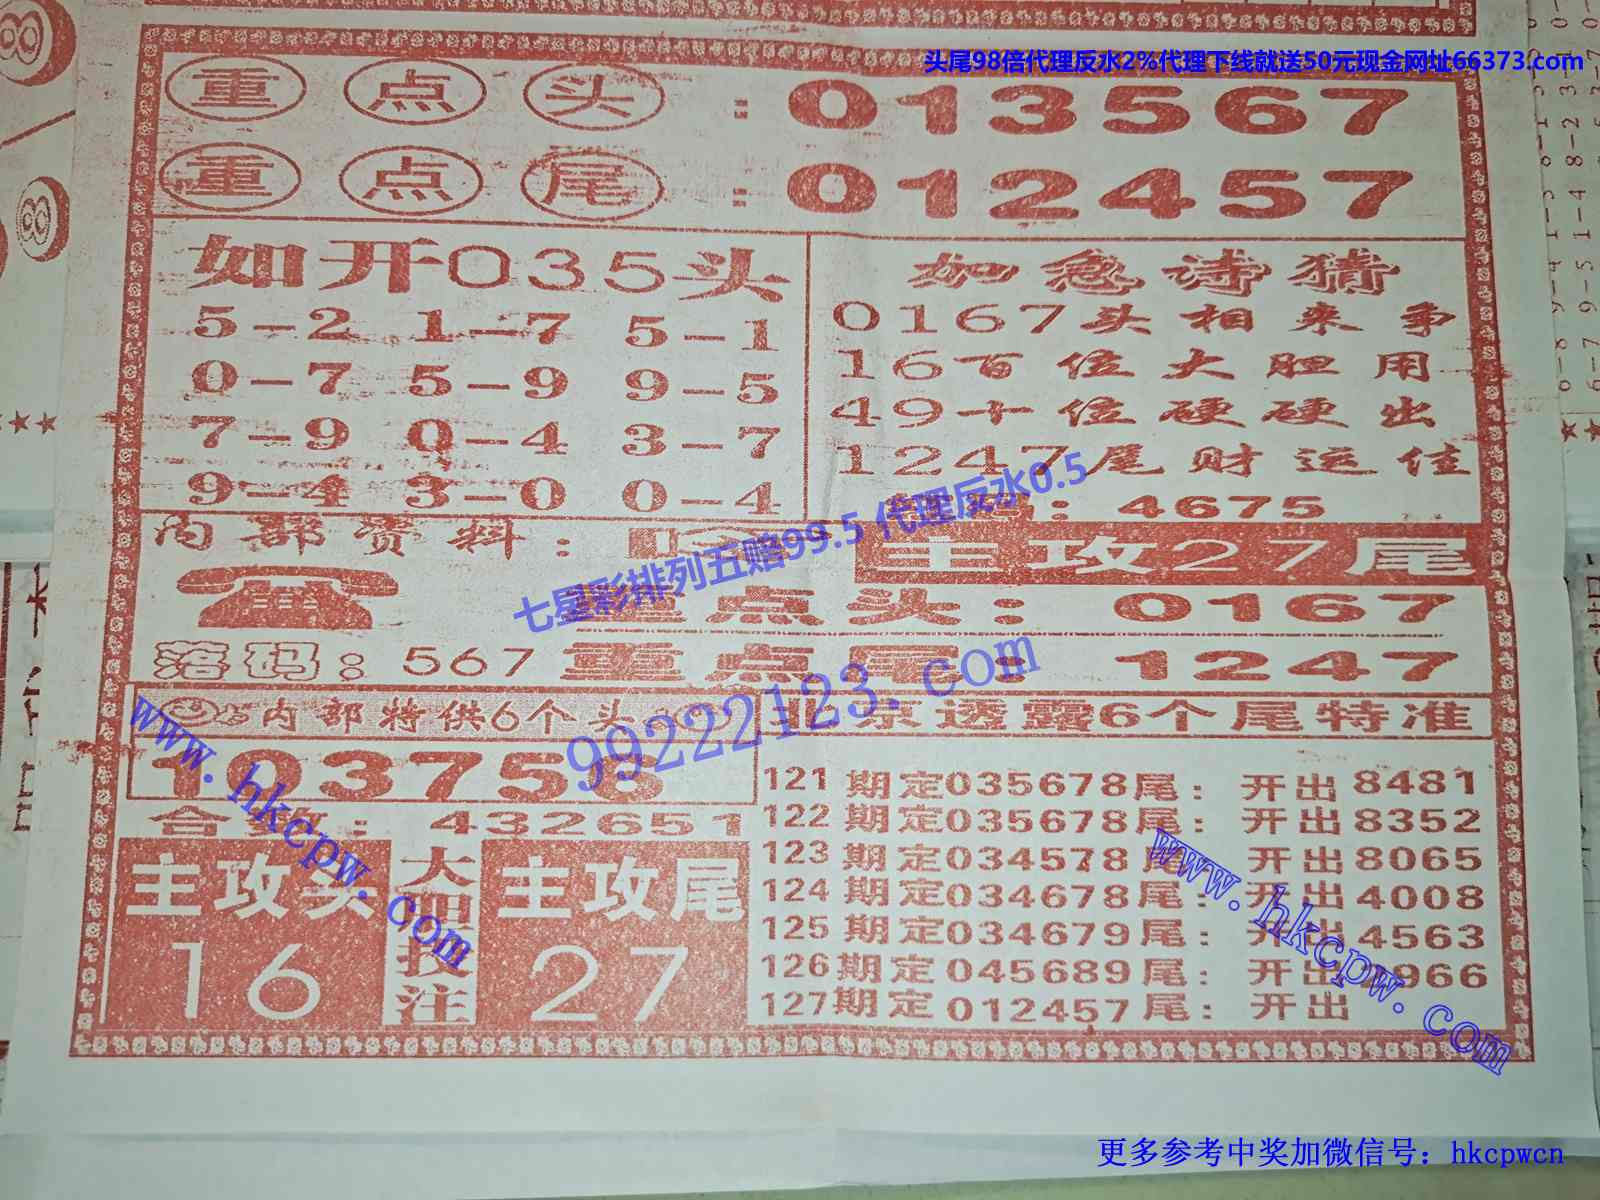 头尾98倍代理反水2%代理下线就送50元现金网址66373.com
重点头：013567
重点尾：012457
如开035头
5-2 1-7 5-1
0-7 5-9 9-5
7-9 0-4 3-7
9-4 3-0 0-4
加急诗猜
0167头相来争
16百位大胆用
49十位硬硬出
1247尾财运佳
码：4675
七星彩排列五赔99.5 代理反水0.5
内部资料：
主攻27尾
重点头：0167
落码：567
重点尾：1247
99222123.com
内部特供6个头
103756
合数：432651
主攻头
16
大胆投注
主攻尾
27
北京透露6个尾特准
121期定035678尾：开出8481
122期定035678尾：开出8352
123期定034578尾：开出8065
124期定034678尾：开出4008
125期定034679尾：开出4563
126期定045689尾：开出966
127期定012457尾：开出
www.hkcpw.com
www.hkcpw.com
更多参考中奖加微信号：hkcpwcn